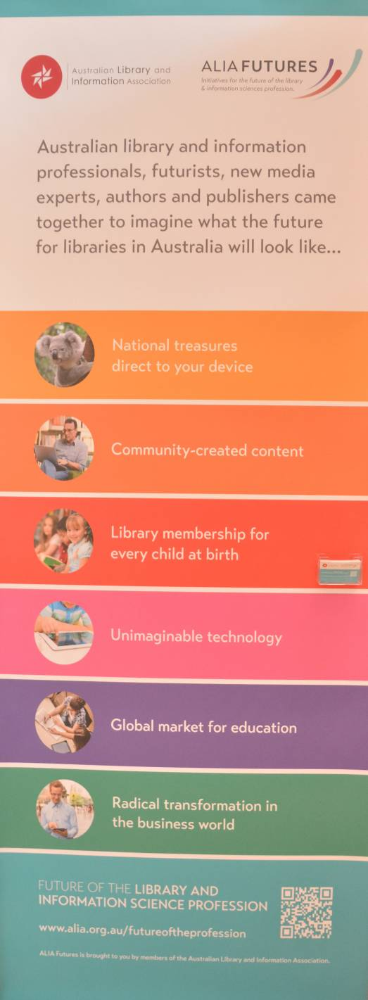 Australian Library and
Information Association
ALIA FUTURES
Initiatives for the future of the library
& information sciences profession.
Australian library and information
professionals, futurists, new media
experts, authors and publishers came
together to imagine what the future
for libraries in Australia will look like...
National treasures
direct to your device
Community-created content
Library membership for
every child at birth
Unimaginable technology
Global market for education
Radical transformation in
the business world
FUTURE OF THE LIBRARY AND
INFORMATION SCIENCE PROFESSION
www.alia.org.au/futureoftheprofession
ALIA Futures is brought to you by members of the Australian Library and Information Association.